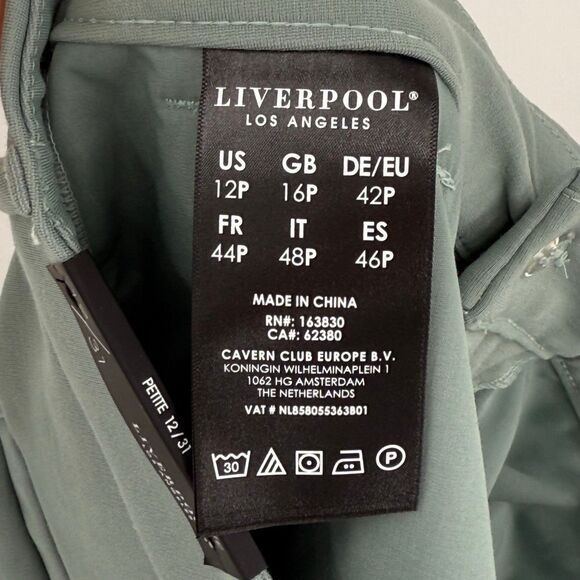 LIVERPOOL®
LOS ANGELES
US GB DE/EU
12P 16P 42P
FR IT ES
44P 48P 46P
MADE IN CHINA
RN#: 163830
CA#: 62380
CAVERN CLUB EUROPE B.V.
KONINGIN WILHELMINAPLEIN 1
1062 HG AMSTERDAM
THE NETHERLANDS
VAT # NL858055363B01
30 P
PETITE 12/31